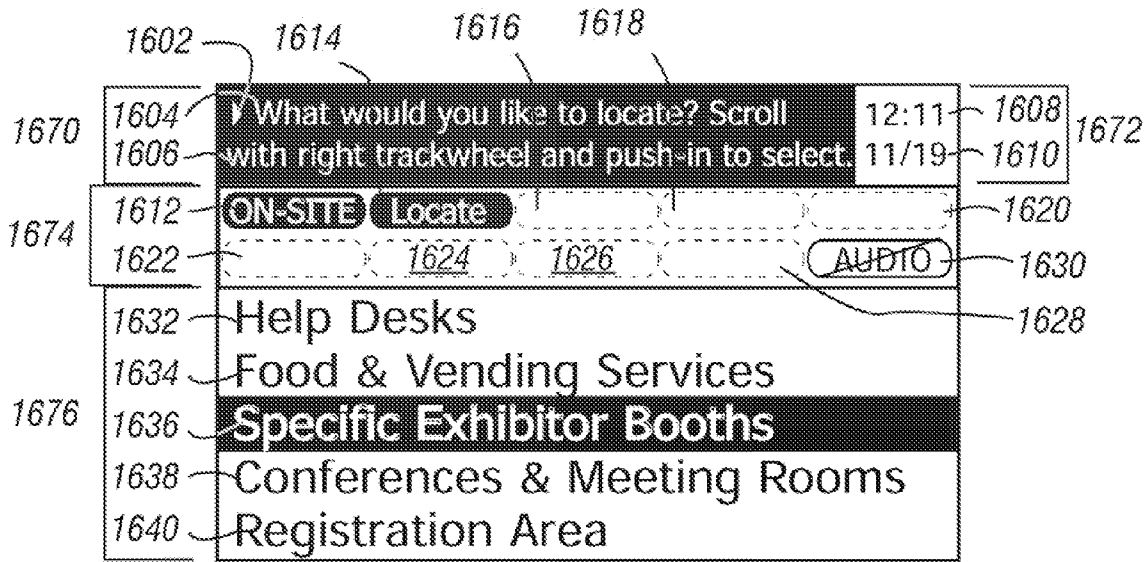 1602 1614 1616 1618
1670 1604 What would you like to locate? Scroll 12:11 1608 1672
1606 with right trackwheel and push-in to select. 11/19 1610
1674 1612 ON-SITE Locate 1620
1622 1624 1626 AUDIO 1630
1632 Help Desks 1628
1634 Food & Vending Services
1676 1636 Specific Exhibitor Booths
1638 Conferences & Meeting Rooms
1640 Registration Area